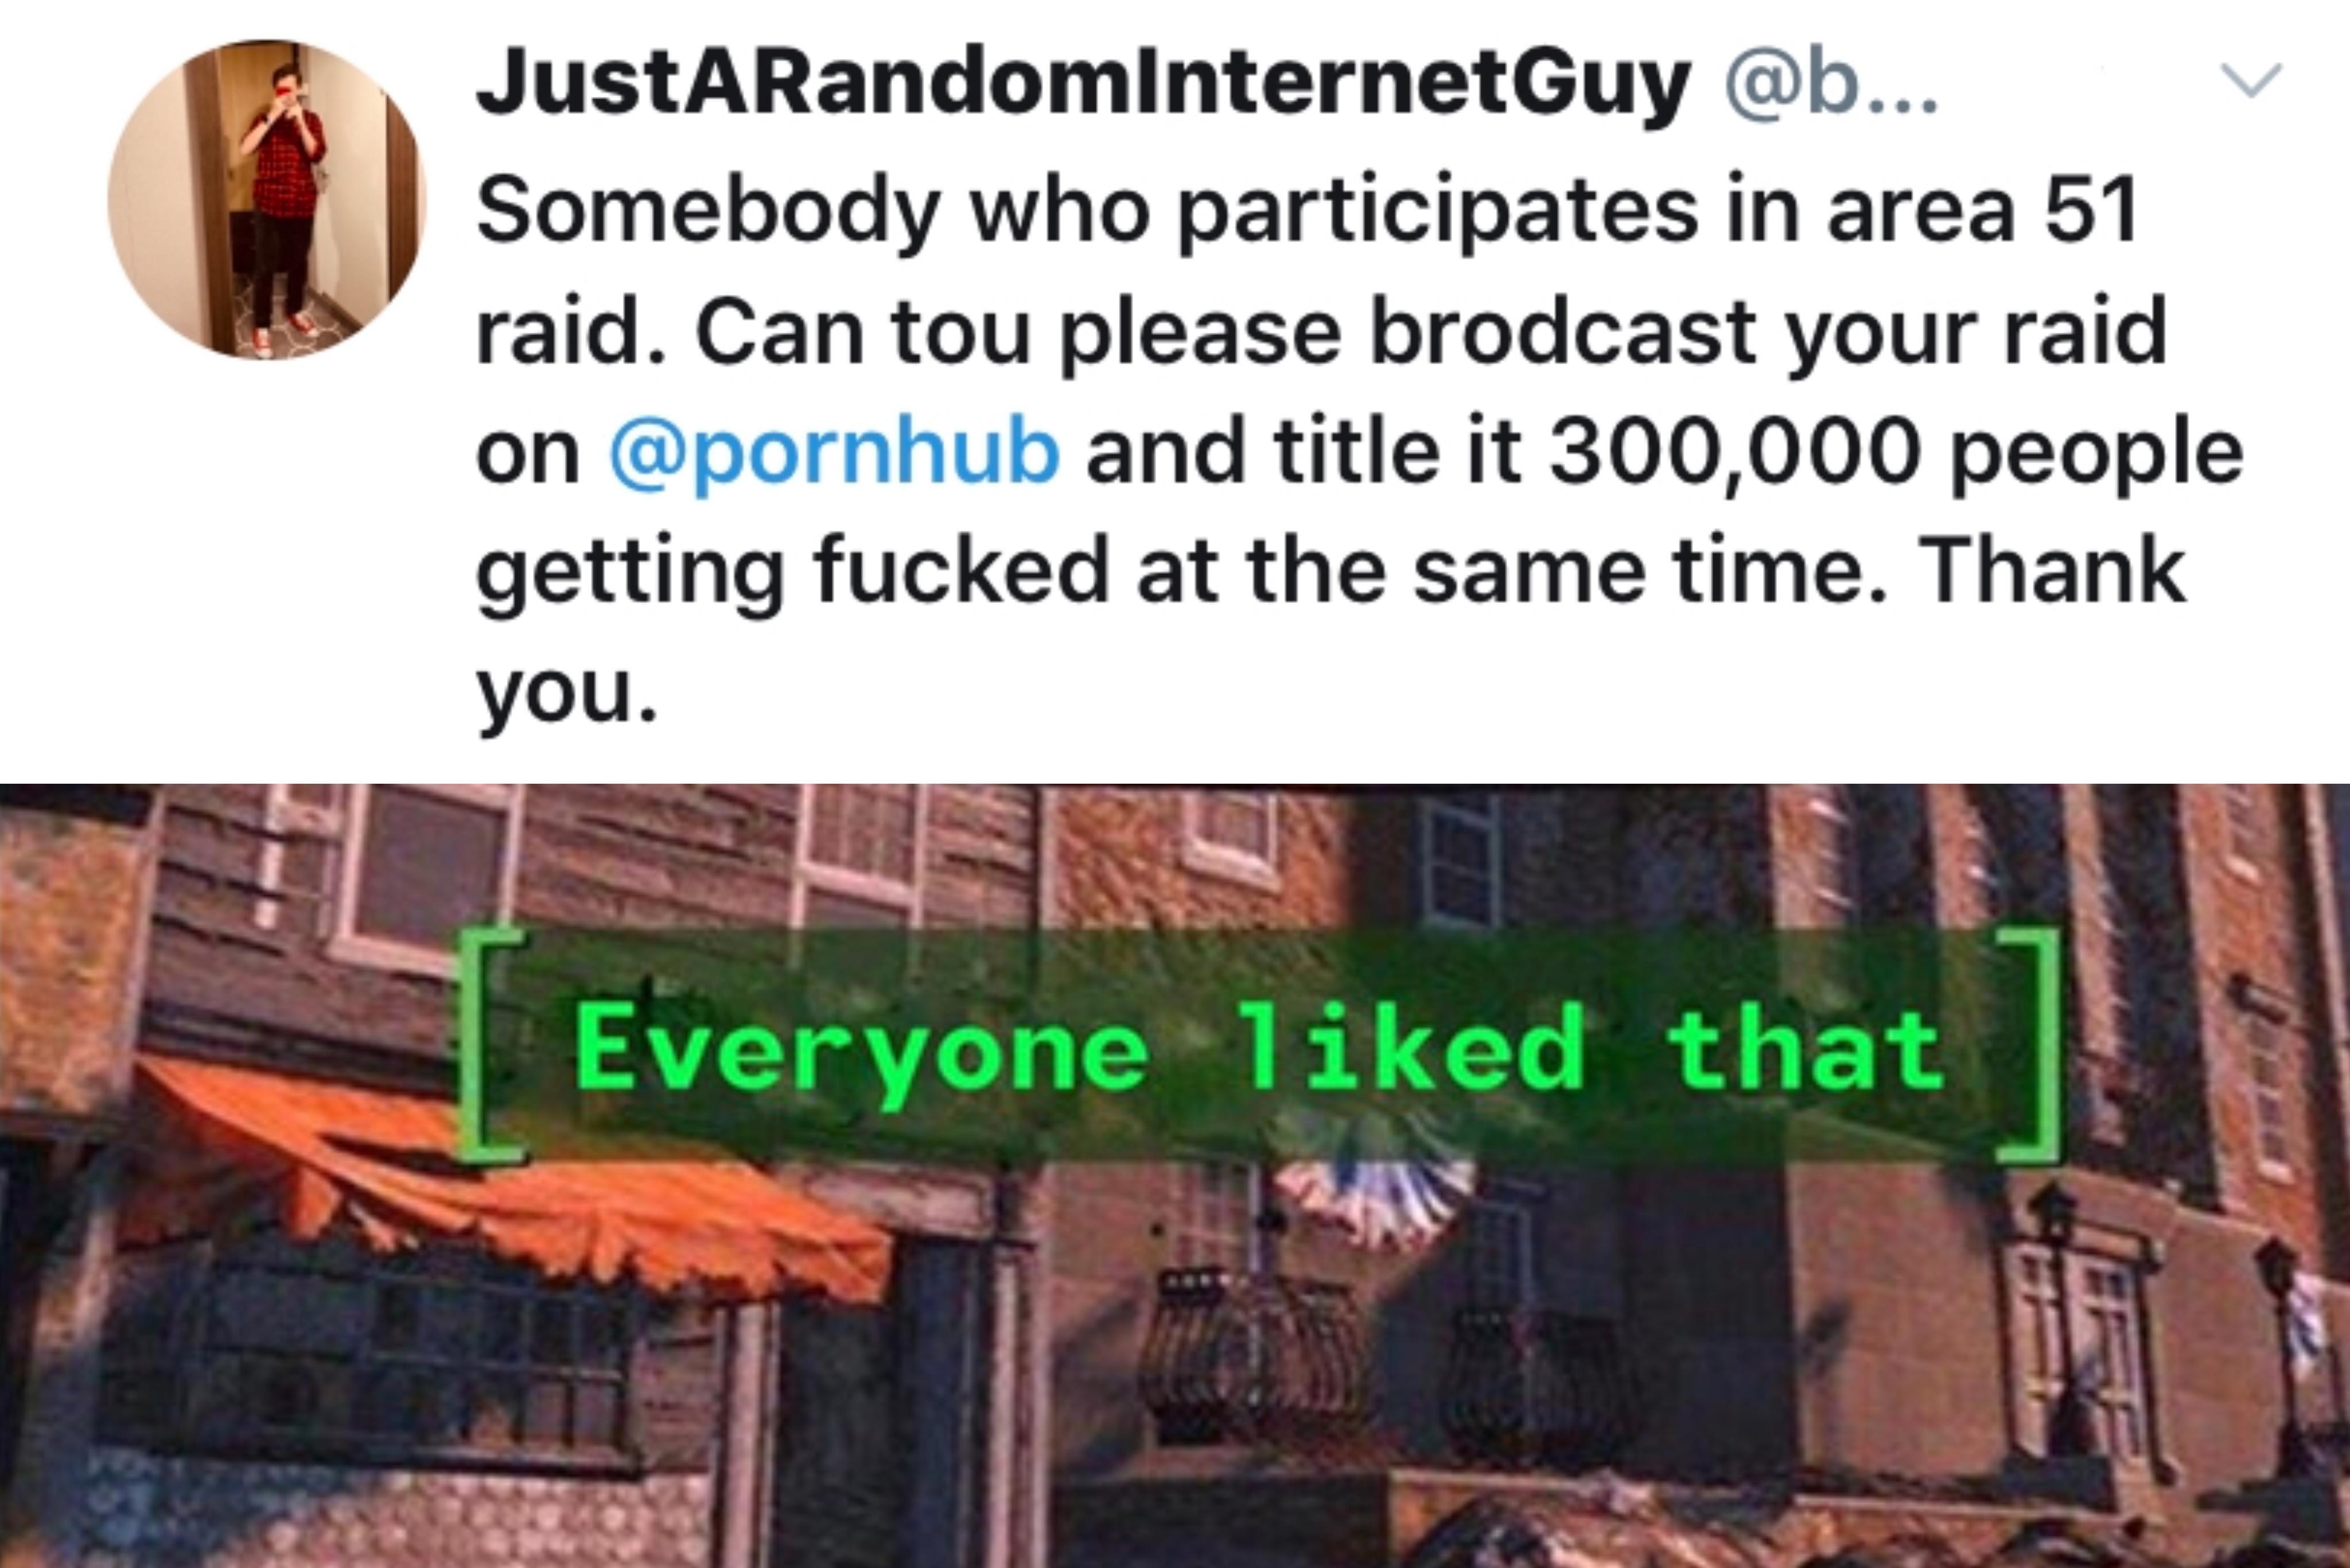 JustARandomInternetGuy @b...
Somebody who participates in area 51
raid. Can tou please brodcast your raid
on @pornhub and title it 300,000 people
getting fucked at the same time. Thank
you.
[Everyone liked that]